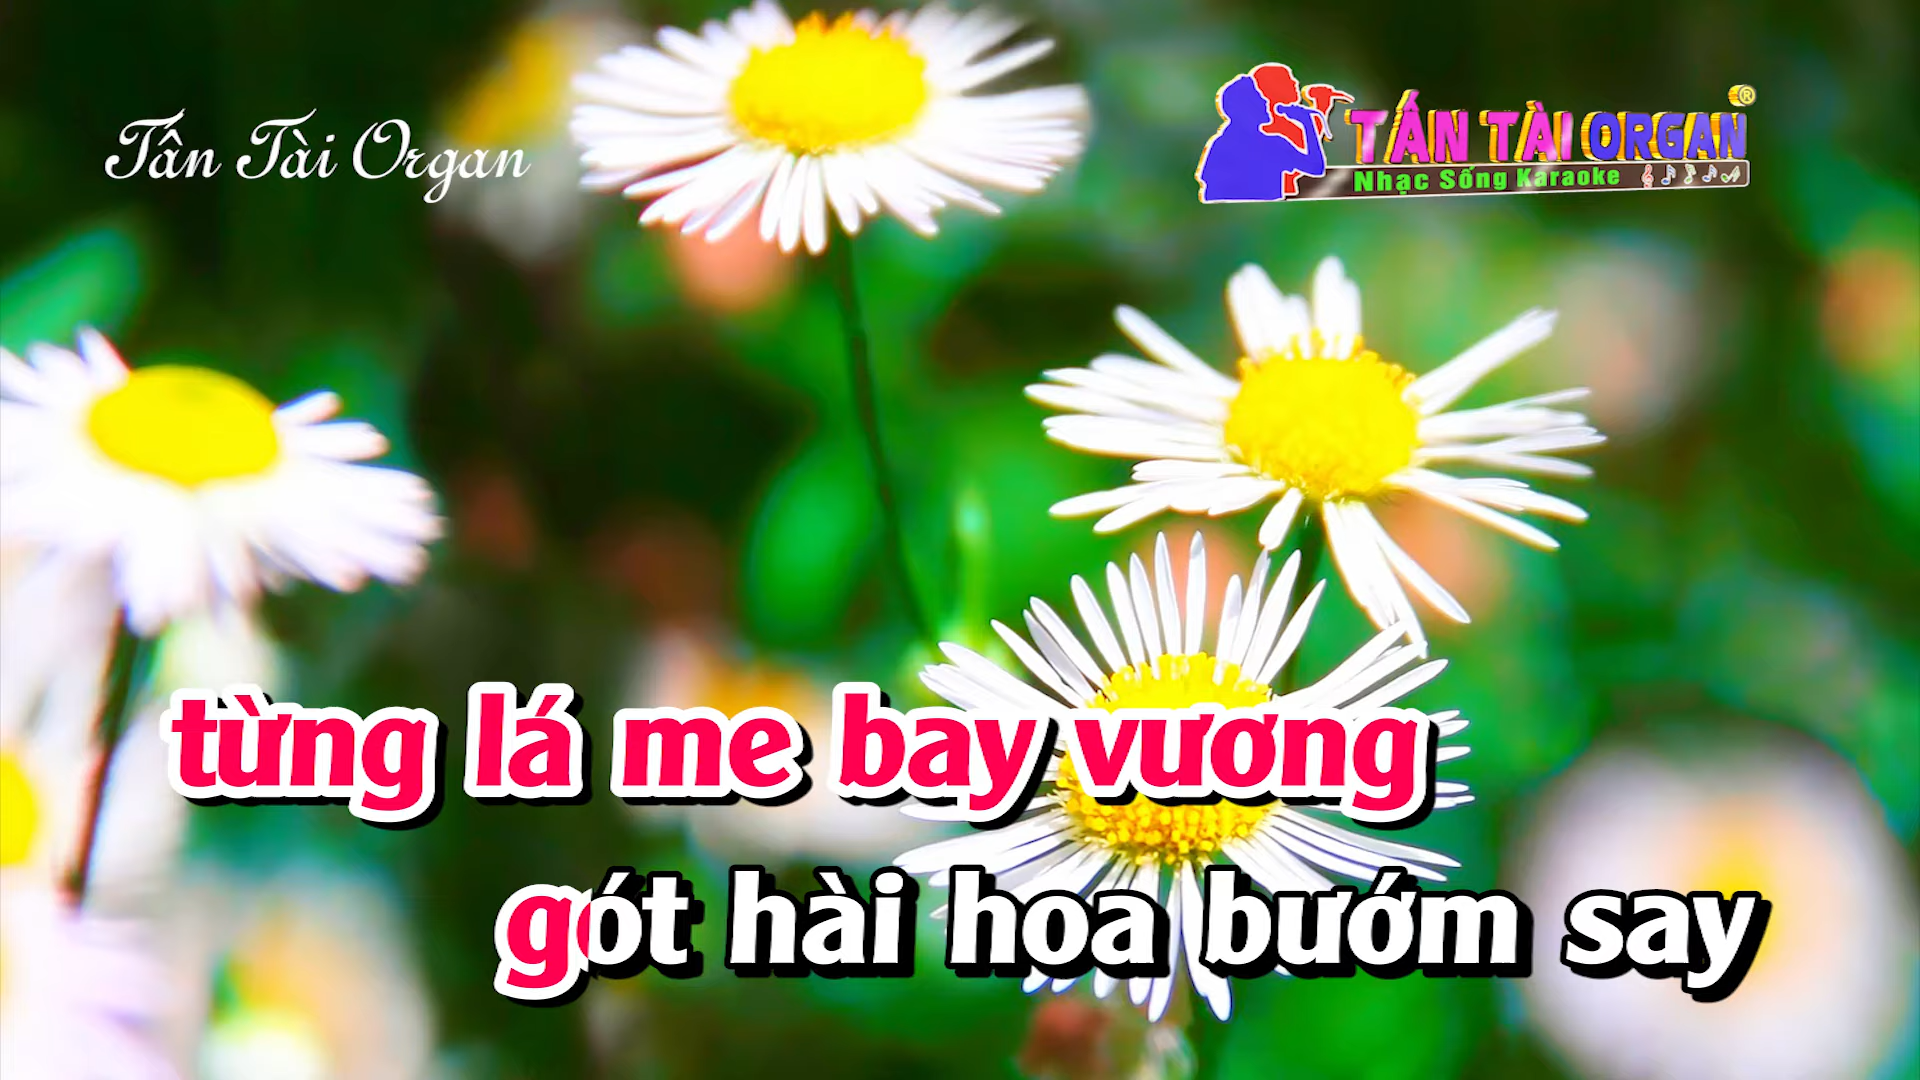 Tấn Tài Organ
TẤN TÀI ORGAN ®
Nhạc Sống Karaoke
từng lá me bay vương
gót hài hoa bướm say